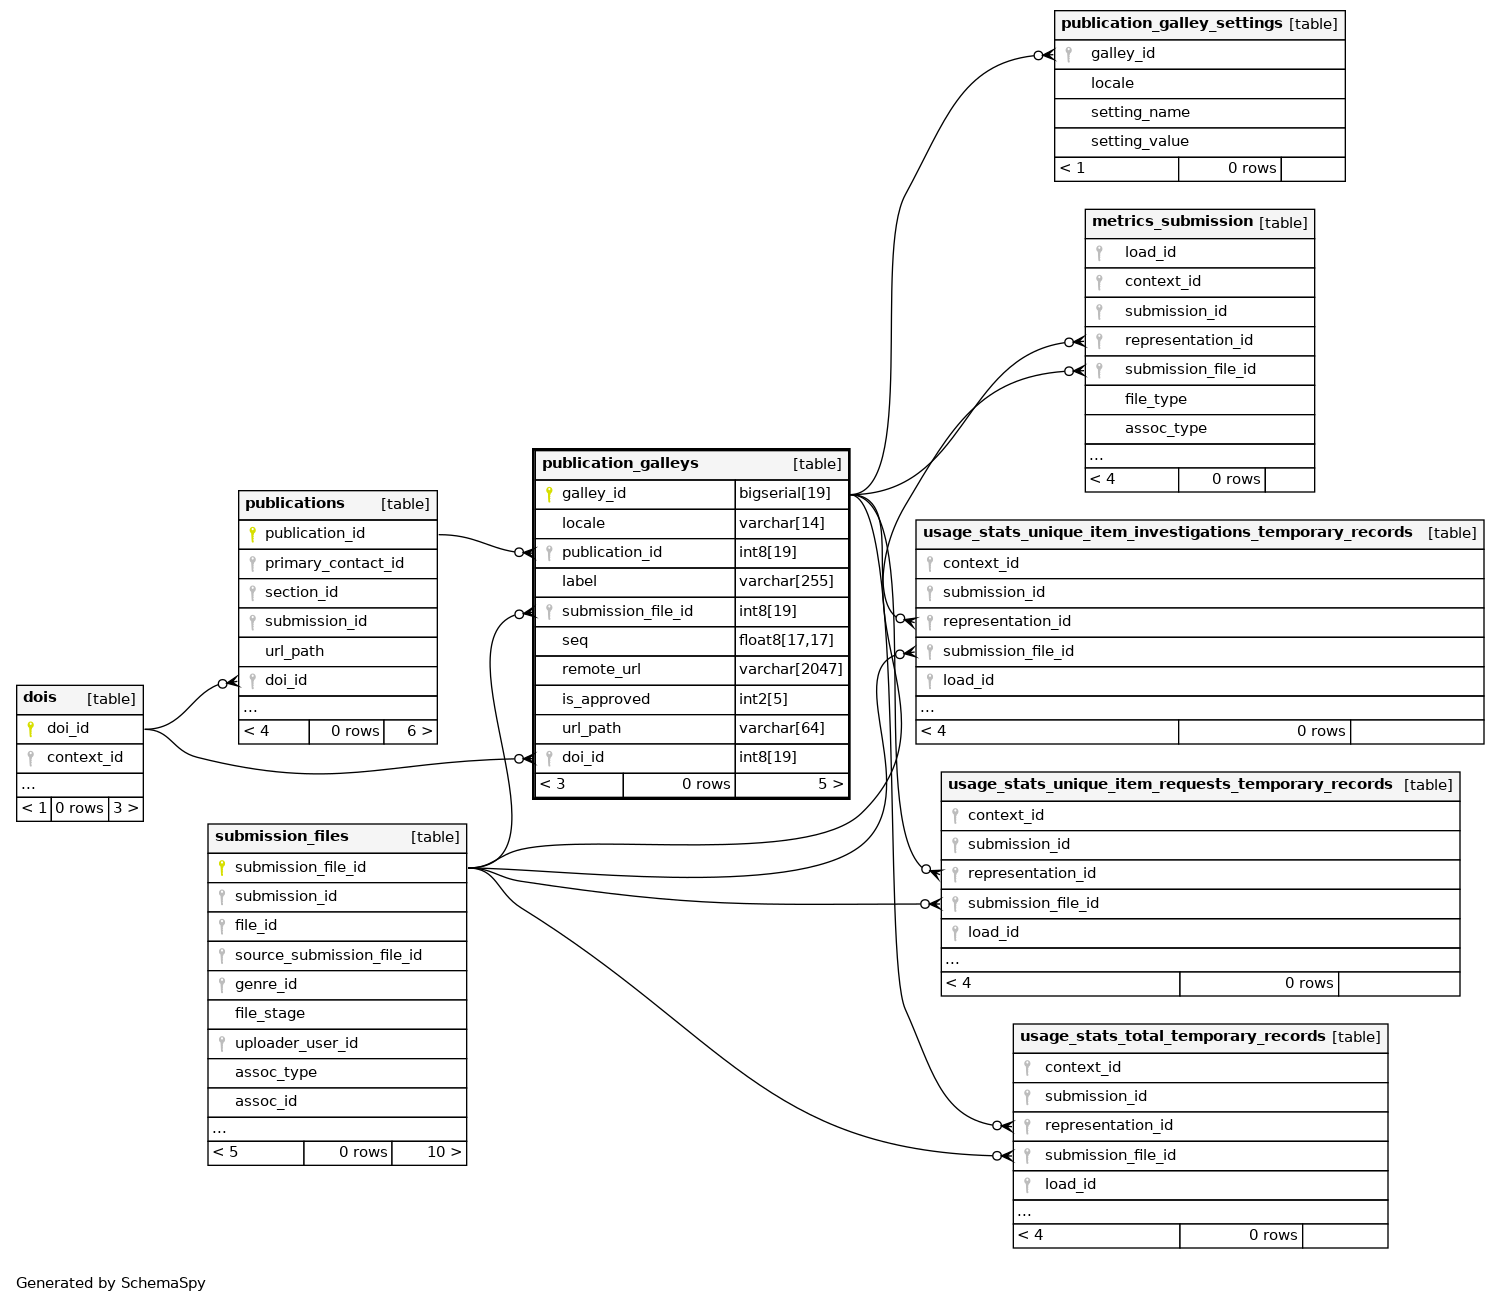 publication_galley_settings [table]
galley_id
locale
setting_name
setting_value
< 1 0 rows
metrics_submission [table]
load_id
context_id
submission_id
representation_id
submission_file_id
file_type
assoc_type
...
< 4 0 rows
publication_galleys [table]
galley_id bigserial[19]
locale varchar[14]
publication_id int8[19]
label varchar[255]
submission_file_id int8[19]
seq float8[17,17]
remote_url varchar[2047]
is_approved int2[5]
url_path varchar[64]
doi_id int8[19]
< 3 0 rows 5 >
publications [table]
publication_id
primary_contact_id
section_id
submission_id
url_path
doi_id
...
< 4 0 rows 6 >
usage_stats_unique_item_investigations_temporary_records [table]
context_id
submission_id
representation_id
submission_file_id
load_id
...
< 4 0 rows
dois [table]
doi_id
context_id
...
< 1 0 rows 3 >
usage_stats_unique_item_requests_temporary_records [table]
context_id
submission_id
representation_id
submission_file_id
load_id
...
< 4 0 rows
submission_files [table]
submission_file_id
submission_id
file_id
source_submission_file_id
genre_id
file_stage
uploader_user_id
assoc_type
assoc_id
...
< 5 0 rows 10 >
usage_stats_total_temporary_records [table]
context_id
submission_id
representation_id
submission_file_id
load_id
...
< 4 0 rows
Generated by SchemaSpy